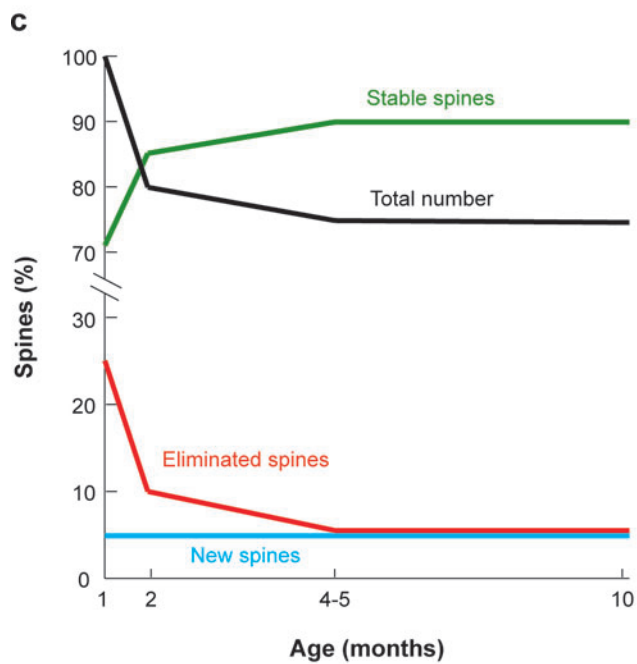 c
100
90
80
70
30
20
10
0
Spines (%)
Stable spines
Total number
Eliminated spines
New spines
1
2
4-5
10
Age (months)